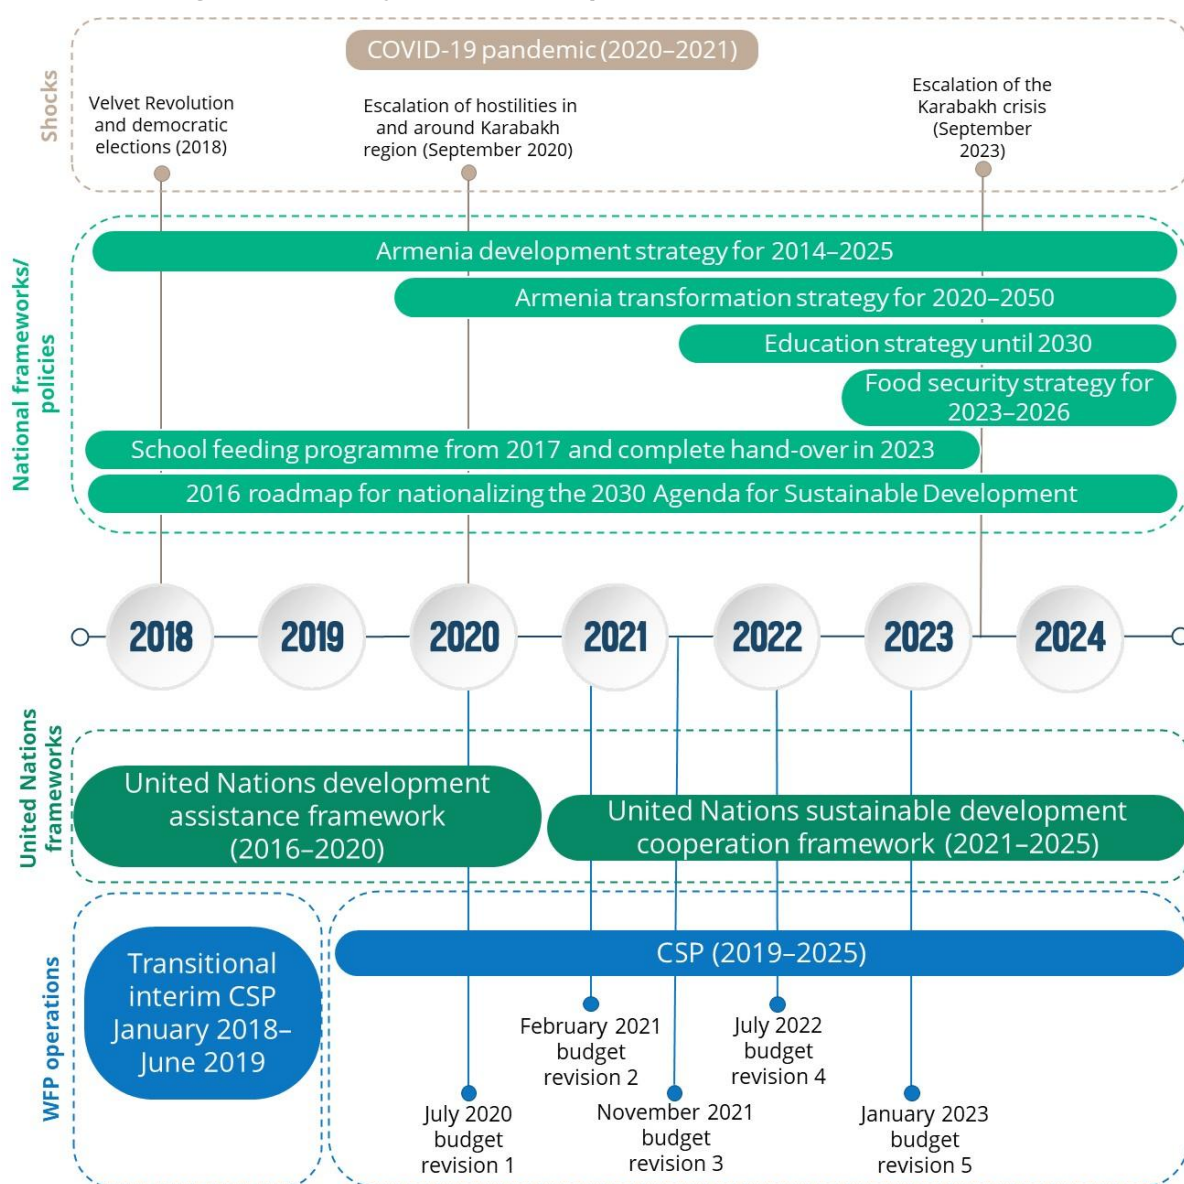 Shocks
COVID-19 pandemic (2020–2021)
Velvet Revolution
and democratic
elections (2018)
Escalation of hostilities in
and around Karabakh
region (September 2020)
Escalation of the
Karabakh crisis
(September
2023)
National frameworks/
policies
Armenia development strategy for 2014–2025
Armenia transformation strategy for 2020–2050
Education strategy until 2030
Food security strategy for
2023–2026
School feeding programme from 2017 and complete hand-over in 2023
2016 roadmap for nationalizing the 2030 Agenda for Sustainable Development
2018
2019
2020
2021
2022
2023
2024
United Nations
frameworks
United Nations development
assistance framework
(2016–2020)
United Nations sustainable development
cooperation framework (2021–2025)
WFP operations
Transitional
interim CSP
January 2018–
June 2019
CSP (2019–2025)
February 2021
budget
revision 2
July 2022
budget
revision 4
July 2020
budget
revision 1
November 2021
budget
revision 3
January 2023
budget
revision 5